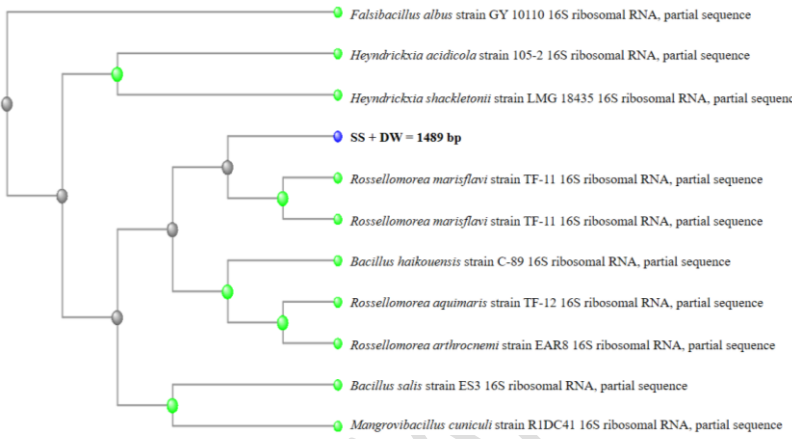 Falsibacillus albus strain GY 10110 16S ribosomal RNA, partial sequence
Heyndrickxia acidicola strain 105-2 16S ribosomal RNA, partial sequence
Heyndrickxia shackletonii strain LMG 18435 16S ribosomal RNA, partial sequenc
SS + DW = 1489 bp
Rossellomorea marisflavi strain TF-11 16S ribosomal RNA, partial sequence
Rossellomorea marisflavi strain TF-11 16S ribosomal RNA, partial sequence
Bacillus haikouensis strain C-89 16S ribosomal RNA, partial sequence
Rossellomorea aquimaris strain TF-12 16S ribosomal RNA, partial sequence
Rossellomorea arthrocnemi strain EAR8 16S ribosomal RNA, partial sequence
Bacillus salis strain ES3 16S ribosomal RNA, partial sequence
Mangrovibacillus cuniculi strain R1DC41 16S ribosomal RNA, partial sequence